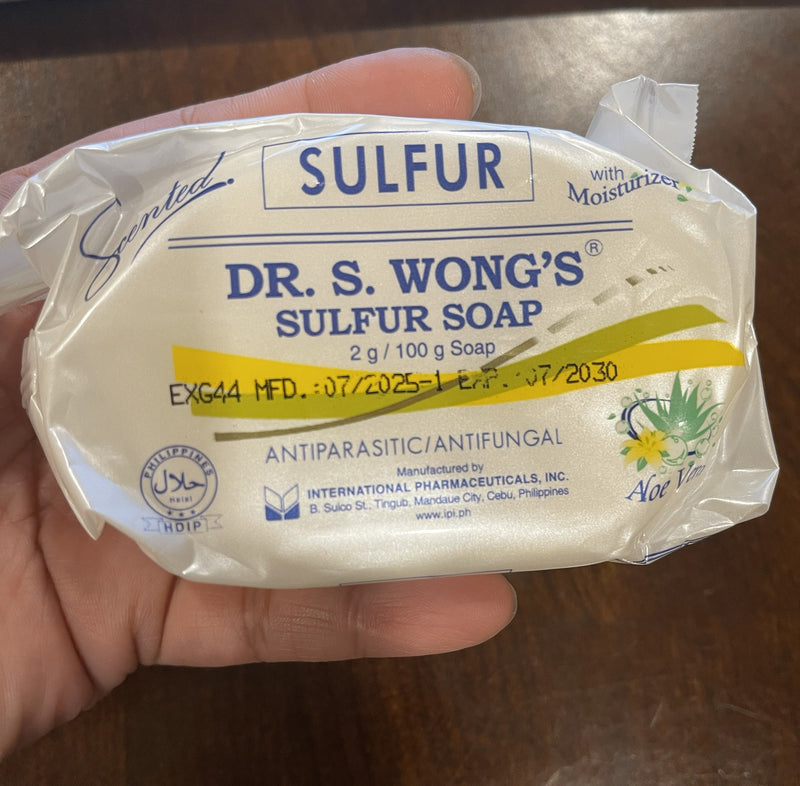 Scented
SULFUR
with
Moisturizer
DR. S. WONG'S®
SULFUR SOAP
2 g / 100 g Soap
EXG44 MFD.:07/2025-1 EXP.:07/2030
ANTIPARASITIC/ANTIFUNGAL
Manufactured by
INTERNATIONAL PHARMACEUTICALS, INC.
B. Suico St., Tingub, Mandaue City, Cebu, Philippines
www.ipi.ph
PHILIPPINES
حلال
Halal
HDIP
Aloe Vera